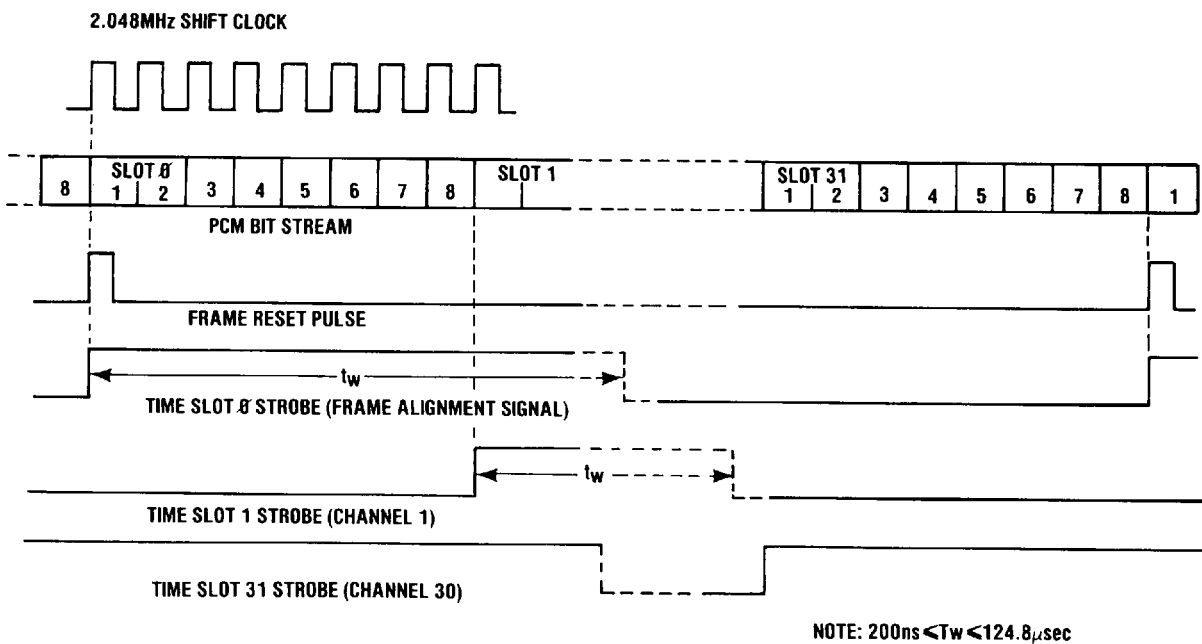 2.048MHz SHIFT CLOCK
8 SLOT 0 1 2 3 4 5 6 7 8 SLOT 1 SLOT 31 1 2 3 4 5 6 7 8 1
PCM BIT STREAM
FRAME RESET PULSE
tw
TIME SLOT 0 STROBE (FRAME ALIGNMENT SIGNAL)
tw
TIME SLOT 1 STROBE (CHANNEL 1)
TIME SLOT 31 STROBE (CHANNEL 30)
NOTE: 200ns ≤ Tw ≤ 124.8μsec